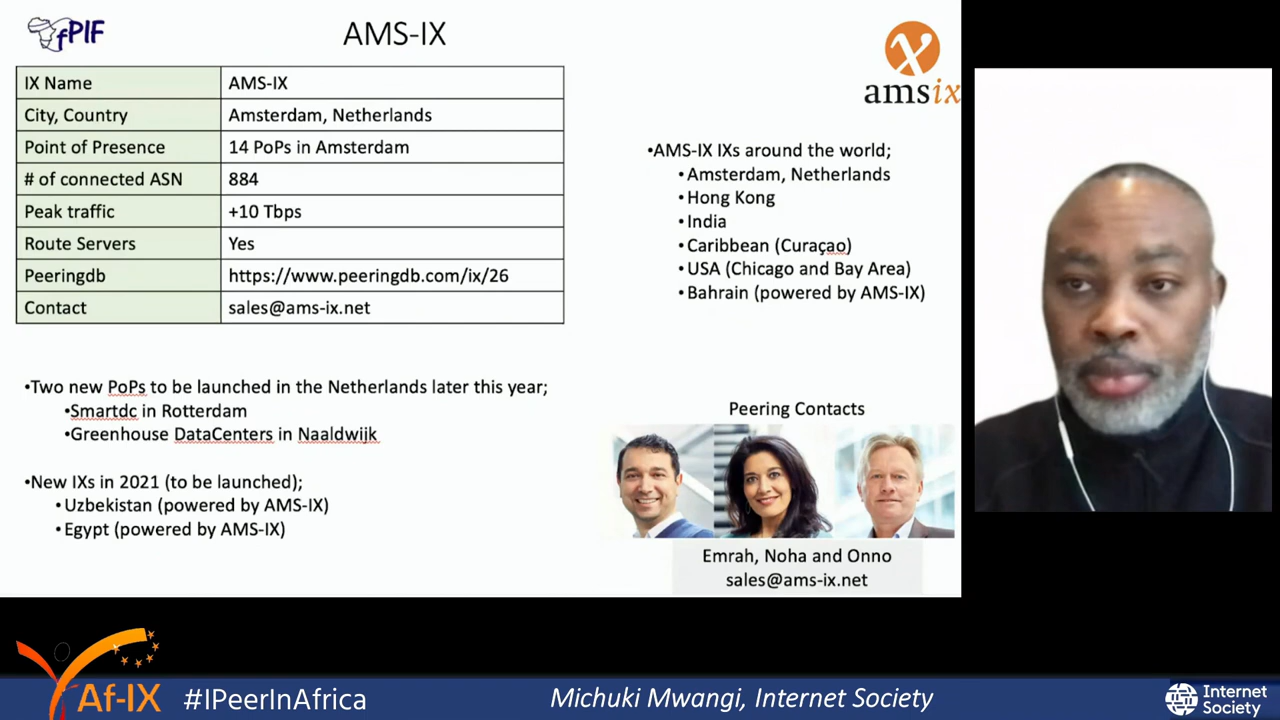 fPIF
AMS-IX
amsix
IX Name AMS-IX
City, Country Amsterdam, Netherlands
Point of Presence 14 PoPs in Amsterdam
# of connected ASN 884
Peak traffic +10 Tbps
Route Servers Yes
Peeringdb https://www.peeringdb.com/ix/26
Contact sales@ams-ix.net
•AMS-IX IXs around the world;
•Amsterdam, Netherlands
•Hong Kong
•India
•Caribbean (Curaçao)
•USA (Chicago and Bay Area)
•Bahrain (powered by AMS-IX)
•Two new PoPs to be launched in the Netherlands later this year;
•Smartdc in Rotterdam
•Greenhouse DataCenters in Naaldwijk
•New IXs in 2021 (to be launched);
•Uzbekistan (powered by AMS-IX)
•Egypt (powered by AMS-IX)
Peering Contacts
Emrah, Noha and Onno
sales@ams-ix.net
Af-IX
#IPeerInAfrica
Michuki Mwangi, Internet Society
Internet
Society